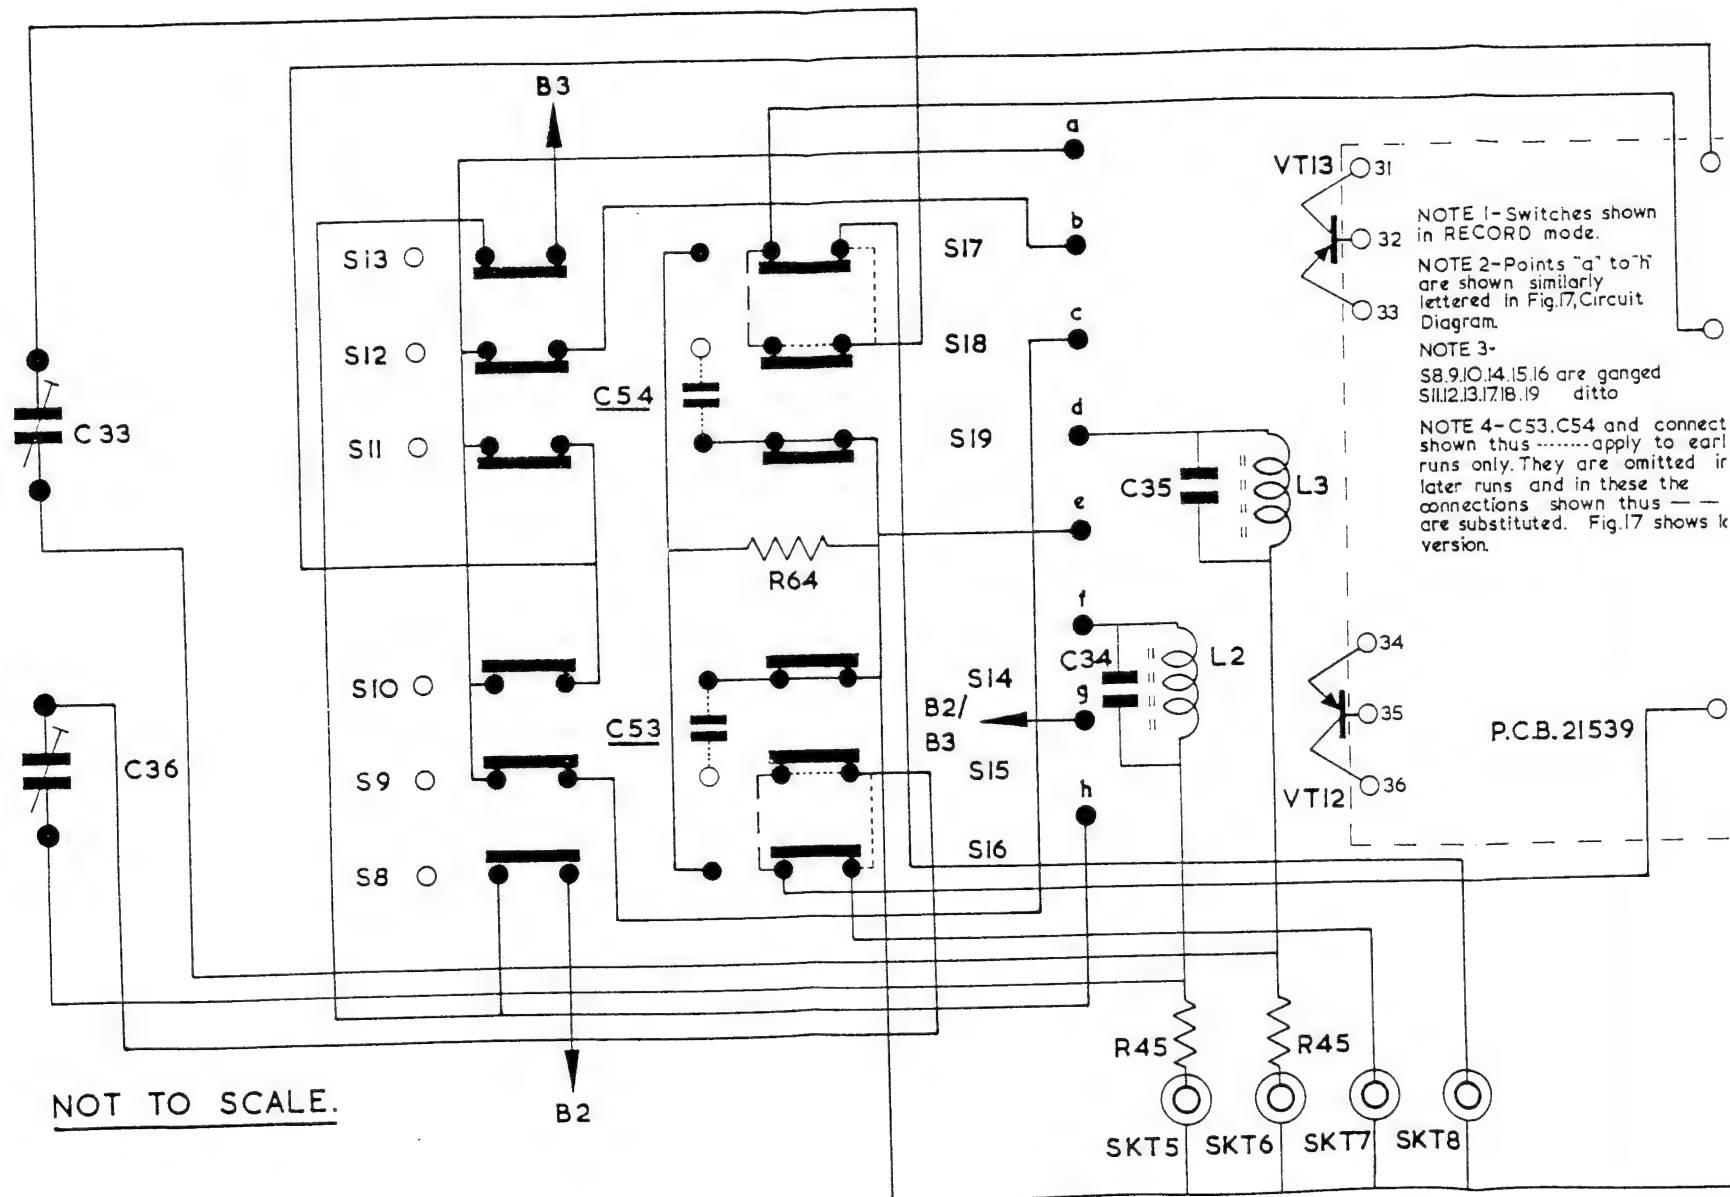 B3
a
VT13
31
NOTE 1-Switches shown
in RECORD mode.
32
NOTE 2-Points "a" to "h"
are shown similarly
lettered in Fig.17,Circuit
Diagram.
33
NOTE 3-
S8.9.10.14.15.16 are ganged
S11.12.13.17.18.19 ditto
NOTE 4-C53.C54 and connect
shown thus -------- apply to earl
runs only. They are omitted ir
later runs and in these the
connections shown thus — —
are substituted. Fig.17 shows
version.
b
S13
S17
c
S12
S18
C54
C33
d
S11
S19
C35
L3
e
R64
f
34
C34
L2
S10
S14
g
B2/
B3
35
P.C.B. 21539
C53
C36
S9
S15
h
VT12
36
S8
S16
R45
R45
NOT TO SCALE.
B2
SKT5
SKT6
SKT7
SKT8